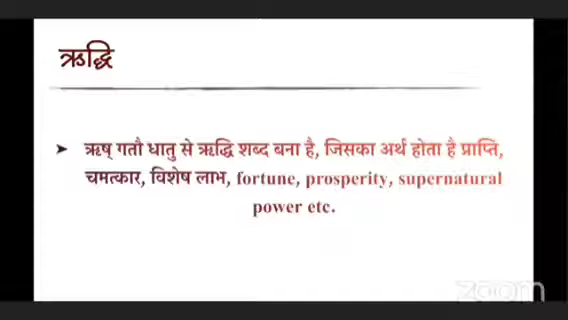 ऋद्धि
➤ ऋष् गतौ धातु से ऋद्धि शब्द बना है, जिसका अर्थ होता है प्राप्ति,
चमत्कार, विशेष लाभ, fortune, prosperity, supernatural
power etc.
zoom